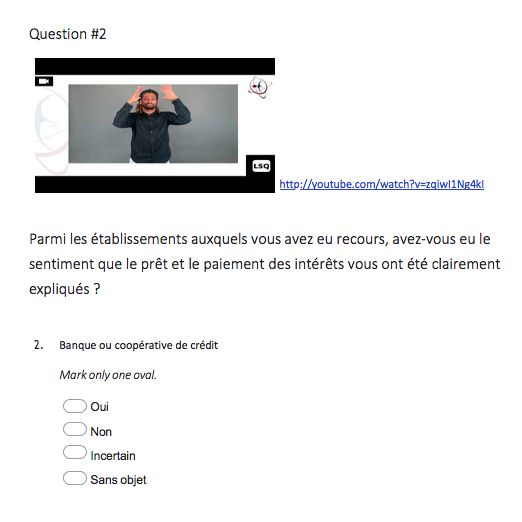 Question #2
LSQ
http://youtube.com/watch?v=zqiwl1Ng4kI
Parmi les établissements auxquels vous avez eu recours, avez-vous eu le
sentiment que le prêt et le paiement des intérêts vous ont été clairement
expliqués ?
2. Banque ou coopérative de crédit
Mark only one oval.
Oui
Non
Incertain
Sans objet